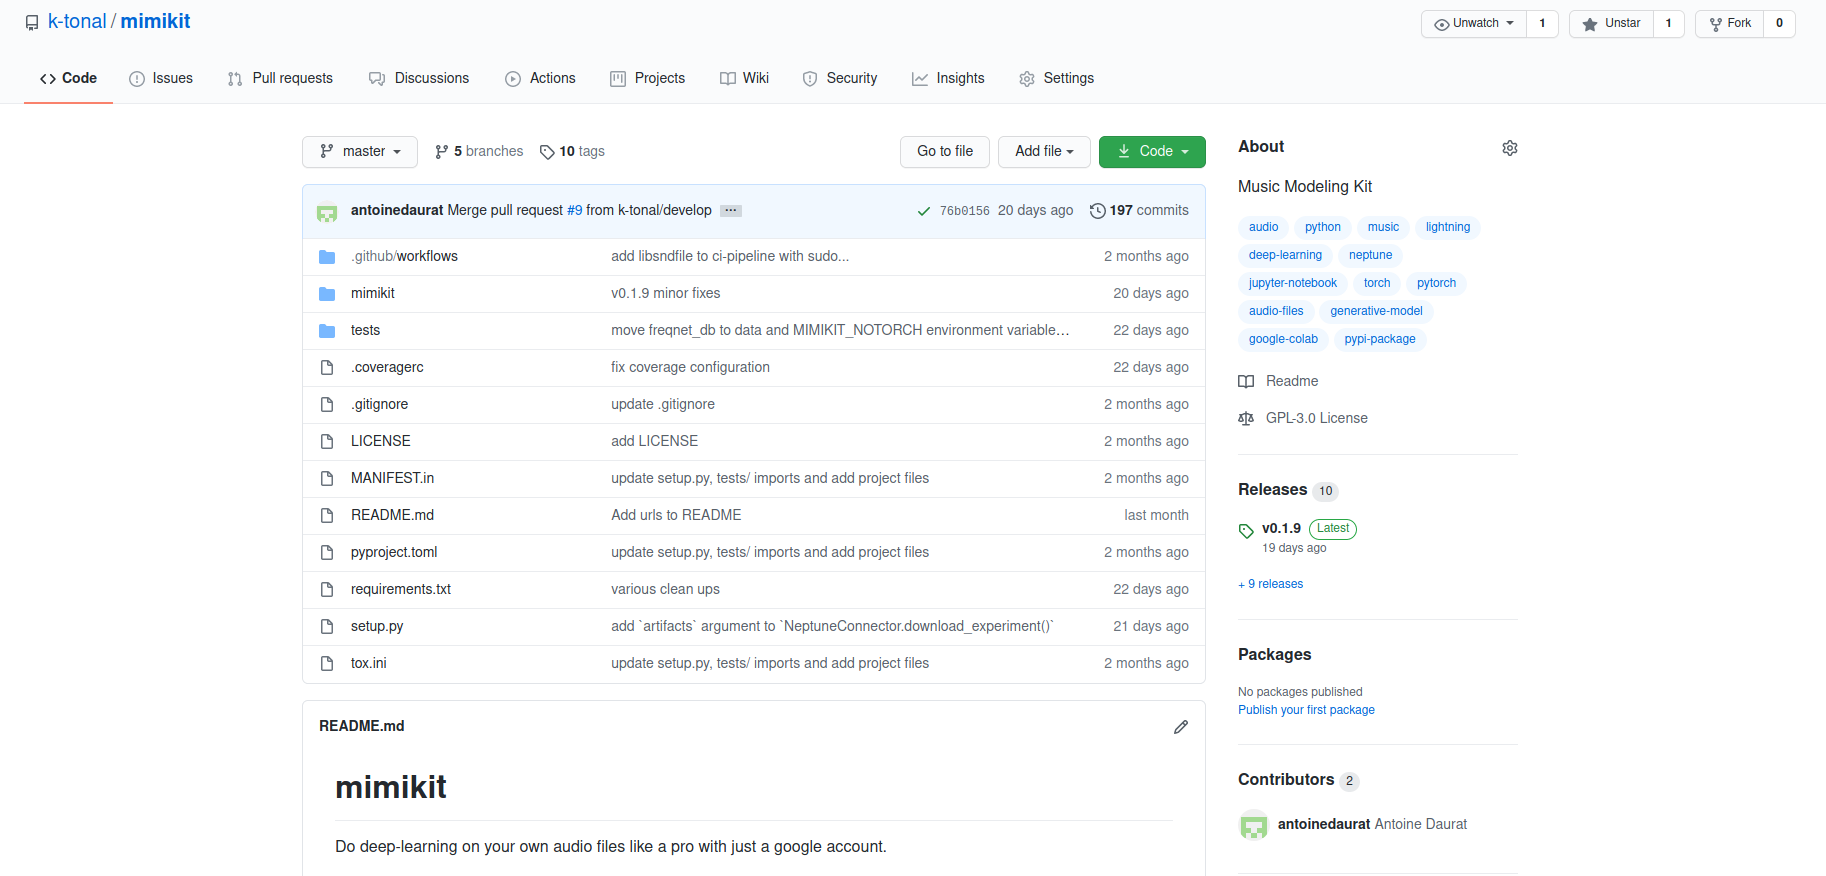 k-tonal / mimikit
Unwatch 1 Unstar 1 Fork 0
Code Issues Pull requests Discussions Actions Projects Wiki Security Insights Settings
master 5 branches 10 tags Go to file Add file Code
antoinedaurat Merge pull request #9 from k-tonal/develop ... 76b0156 20 days ago 197 commits
.github/workflows add libsndfile to ci-pipeline with sudo... 2 months ago
mimikit v0.1.9 minor fixes 20 days ago
tests move freqnet_db to data and MIMIKIT_NOTORCH environment variable... 22 days ago
.coveragerc fix coverage configuration 22 days ago
.gitignore update .gitignore 2 months ago
LICENSE add LICENSE 2 months ago
MANIFEST.in update setup.py, tests/ imports and add project files 2 months ago
README.md Add urls to README last month
pyproject.toml update setup.py, tests/ imports and add project files 2 months ago
requirements.txt various clean ups 22 days ago
setup.py add `artifacts` argument to `NeptuneConnector.download_experiment()` 21 days ago
tox.ini update setup.py, tests/ imports and add project files 2 months ago
README.md
mimikit
Do deep-learning on your own audio files like a pro with just a google account.
About
Music Modeling Kit
audio python music lightning
deep-learning neptune
jupyter-notebook torch pytorch
audio-files generative-model
google-colab pypi-package
Readme
GPL-3.0 License
Releases 10
v0.1.9 Latest
19 days ago
+ 9 releases
Packages
No packages published
Publish your first package
Contributors 2
antoinedaurat Antoine Daurat